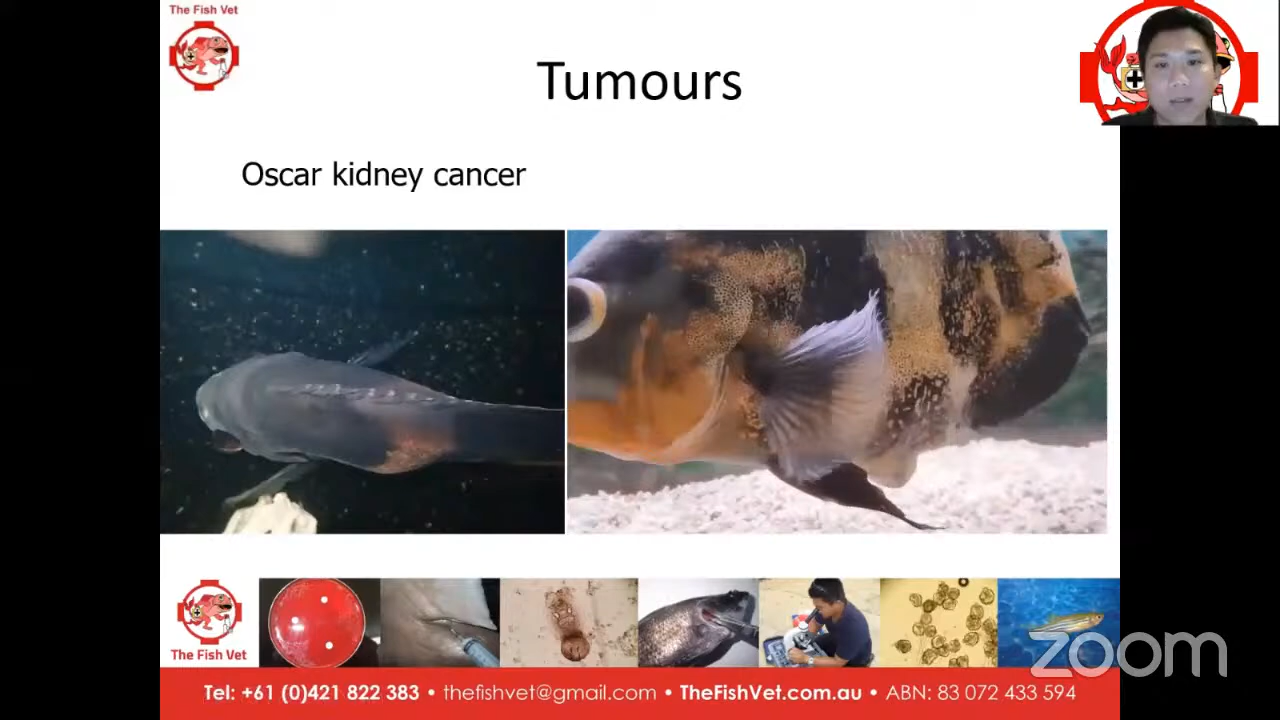 The Fish Vet
Tumours
Oscar kidney cancer
The Fish Vet
Tel: +61 (0)421 822 383 • thefishvet@gmail.com • TheFishVet.com.au • ABN: 83 072 433 594
zoom